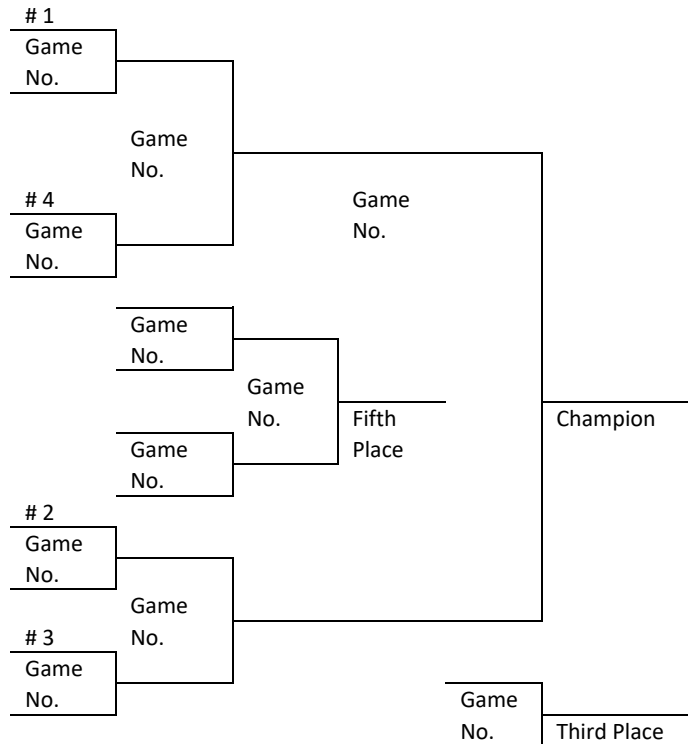 # 1
Game
No.
Game
No.
# 4
Game
No.
Game
No.
Game
No.
Game
No.
Fifth
Place
Champion
Game
No.
# 2
Game
No.
Game
No.
# 3
Game
No.
Game
No.
Third Place